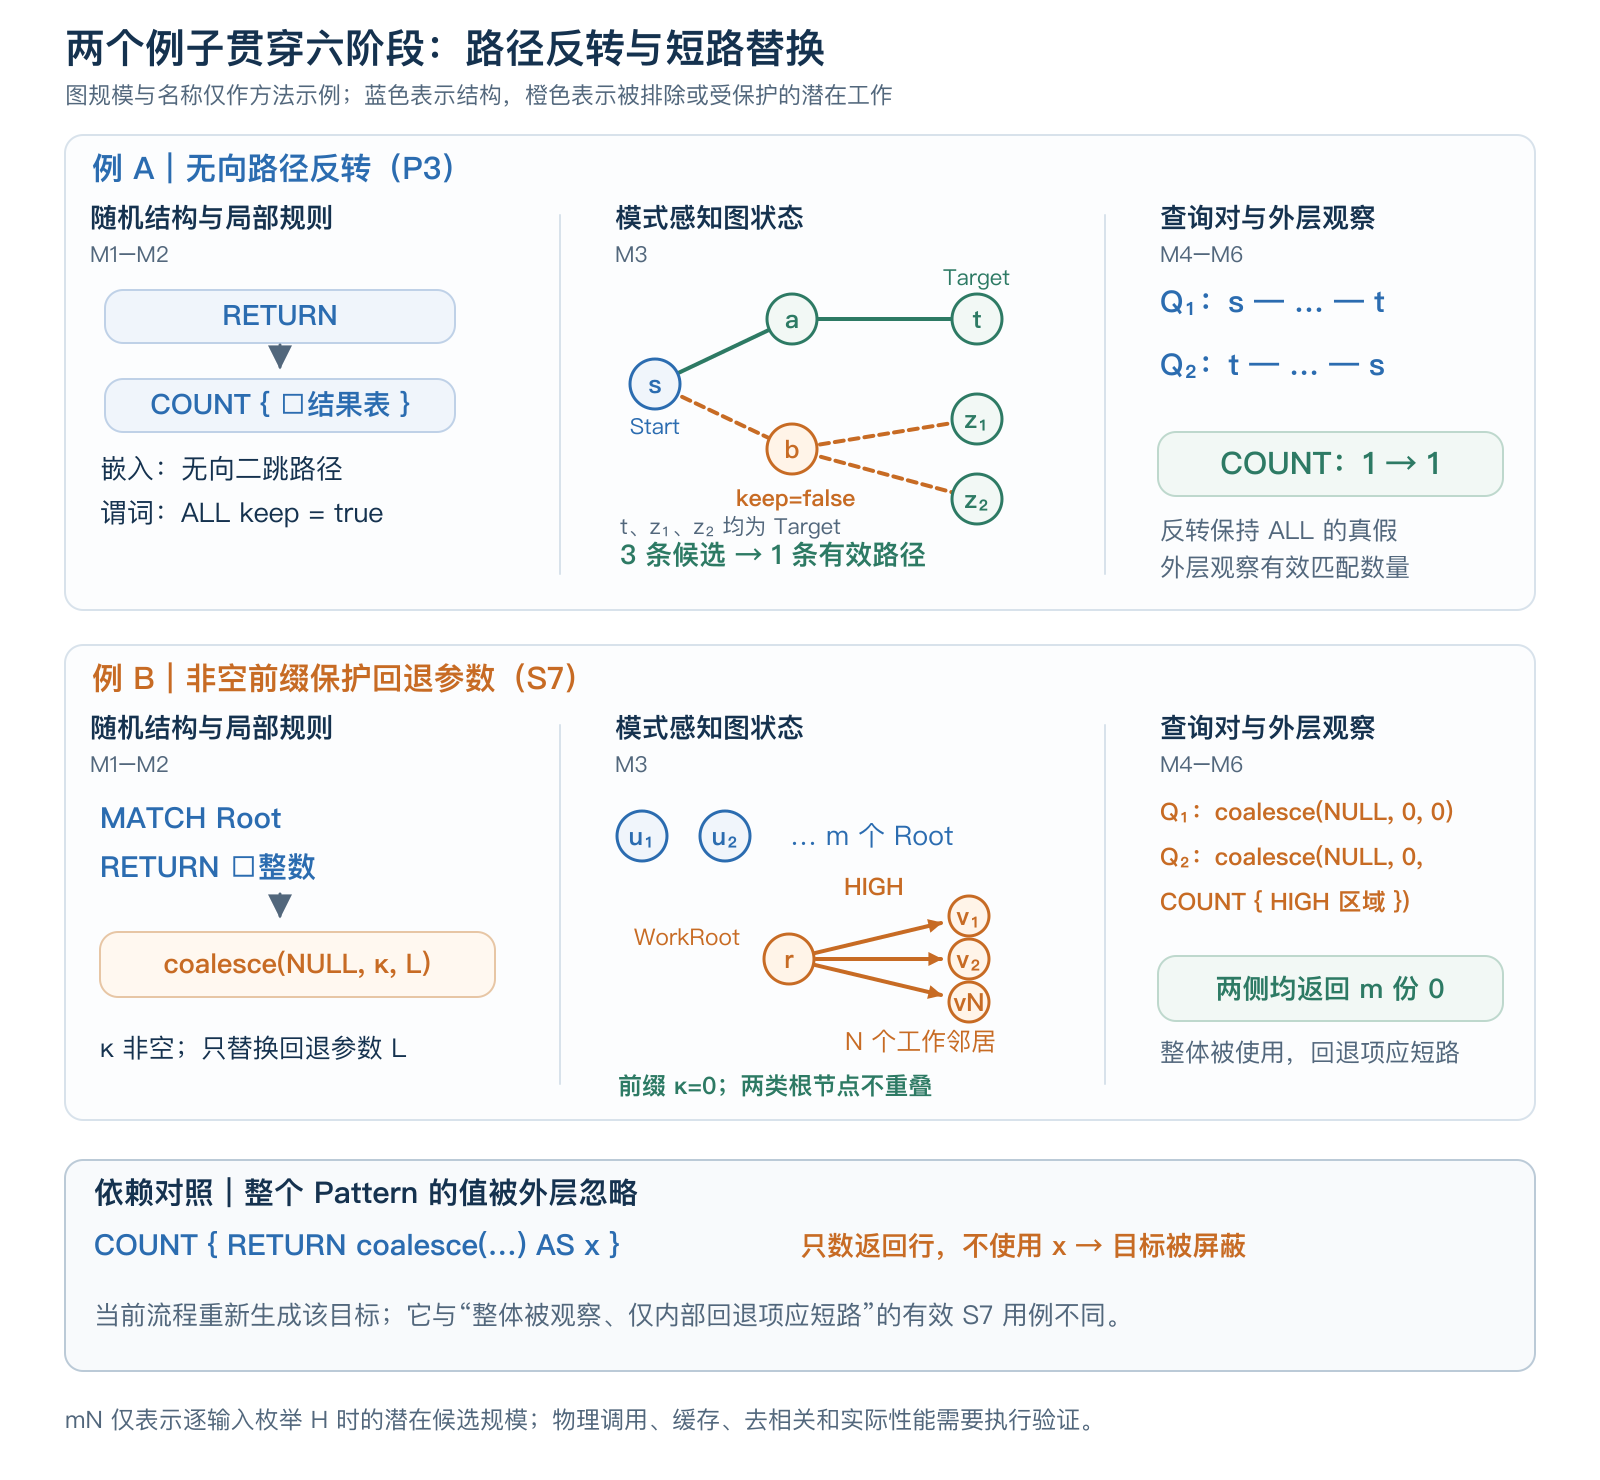 两个例子贯穿六阶段：路径反转与短路替换
图规模与名称仅作方法示例；蓝色表示结构，橙色表示被排除或受保护的潜在工作
例 A｜无向路径反转（P3）
随机结构与局部规则
M1—M2
RETURN
COUNT { □结果表 }
嵌入：无向二跳路径
谓词：ALL keep = true
模式感知图状态
M3
Target
a
t
s
Start
z₁
b
keep=false
z₂
t、z₁、z₂ 均为 Target
3 条候选 → 1 条有效路径
查询对与外层观察
M4—M6
Q₁：s — … — t
Q₂：t — … — s
COUNT：1 → 1
反转保持 ALL 的真假
外层观察有效匹配数量
例 B｜非空前缀保护回退参数（S7）
随机结构与局部规则
M1—M2
MATCH Root
RETURN □整数
coalesce(NULL, κ, L)
κ 非空；只替换回退参数 L
模式感知图状态
M3
u₁
u₂
… m 个 Root
HIGH
WorkRoot
r
v₁
v₂
vN
N 个工作邻居
前缀 κ=0；两类根节点不重叠
查询对与外层观察
M4—M6
Q₁：coalesce(NULL, 0, 0)
Q₂：coalesce(NULL, 0,
COUNT { HIGH 区域 })
两侧均返回 m 份 0
整体被使用，回退项应短路
依赖对照｜整个 Pattern 的值被外层忽略
COUNT { RETURN coalesce(…) AS x }
只数返回行，不使用 x → 目标被屏蔽
当前流程重新生成该目标；它与“整体被观察、仅内部回退项应短路”的有效 S7 用例不同。
mN 仅表示逐输入枚举 H 时的潜在候选规模；物理调用、缓存、去相关和实际性能需要执行验证。